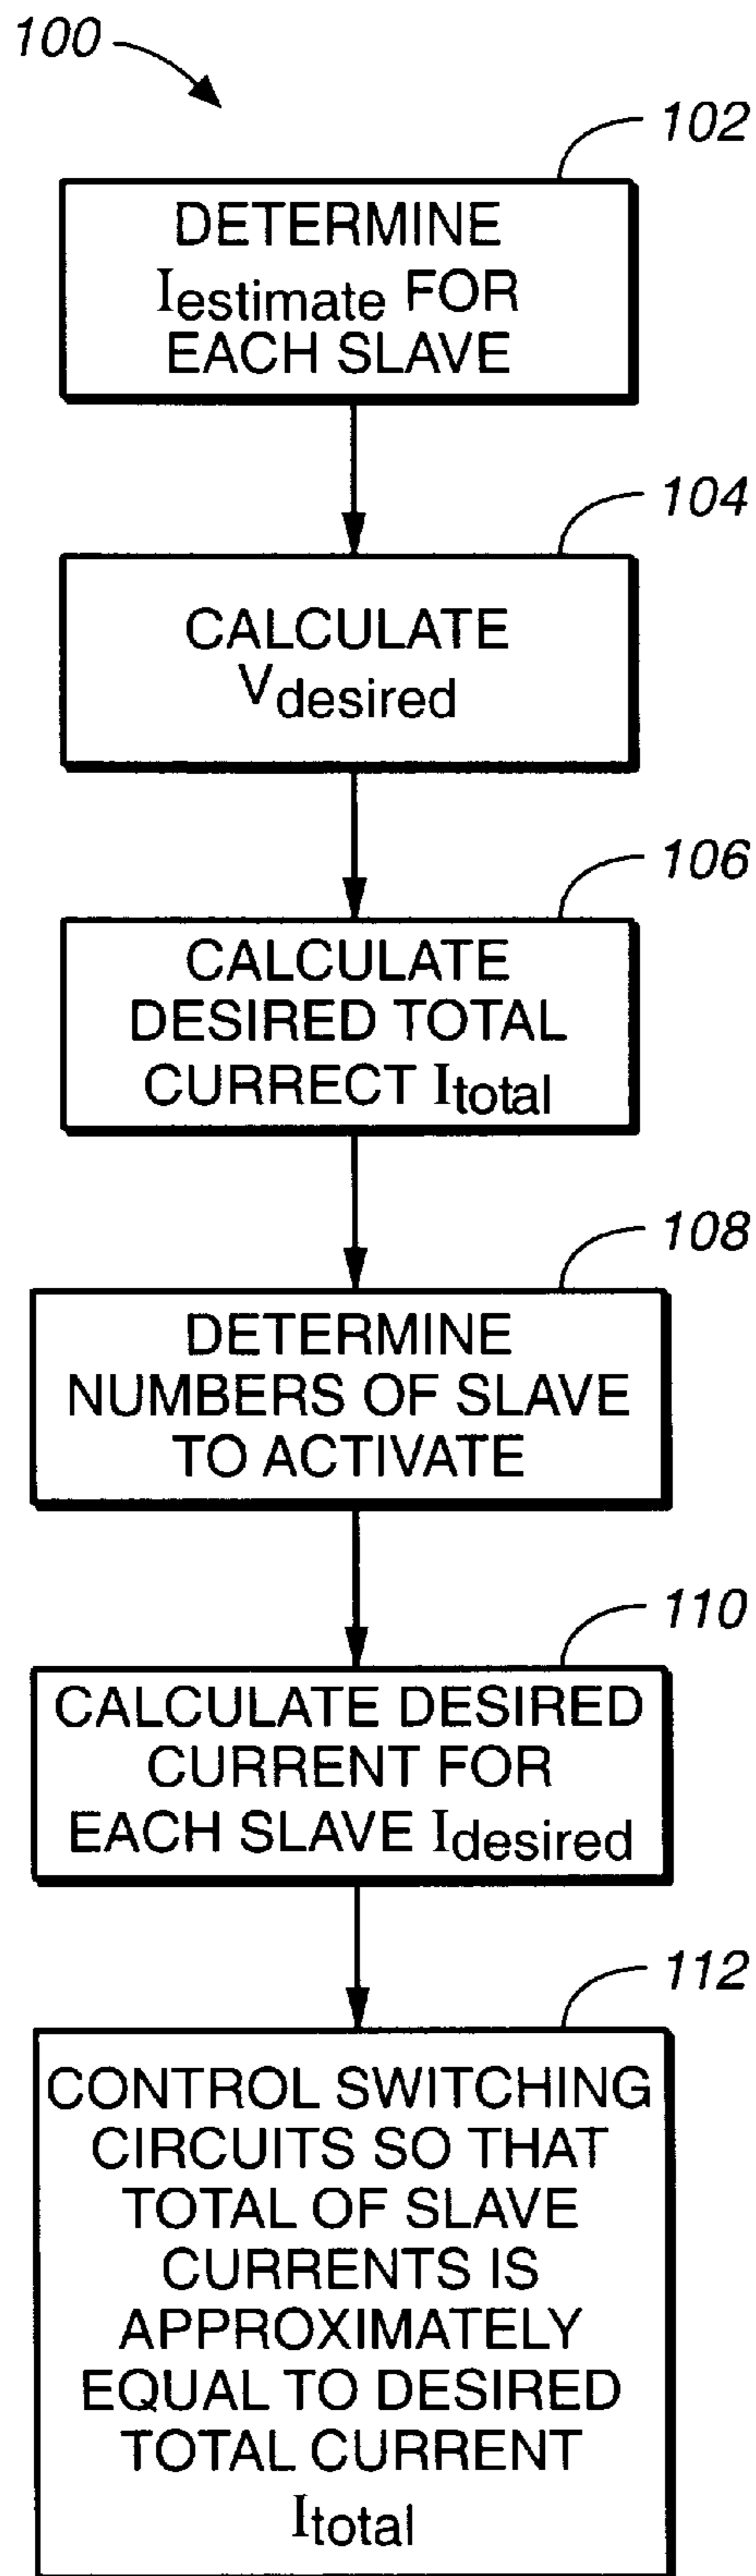 100
102
DETERMINE
Iestimate FOR
EACH SLAVE
104
CALCULATE
Vdesired
106
CALCULATE
DESIRED TOTAL
CURRECT Itotal
108
DETERMINE
NUMBERS OF SLAVE
TO ACTIVATE
110
CALCULATE DESIRED
CURRENT FOR
EACH SLAVE Idesired
112
CONTROL SWITCHING
CIRCUITS SO THAT
TOTAL OF SLAVE
CURRENTS IS
APPROXIMATELY
EQUAL TO DESIRED
TOTAL CURRENT
Itotal